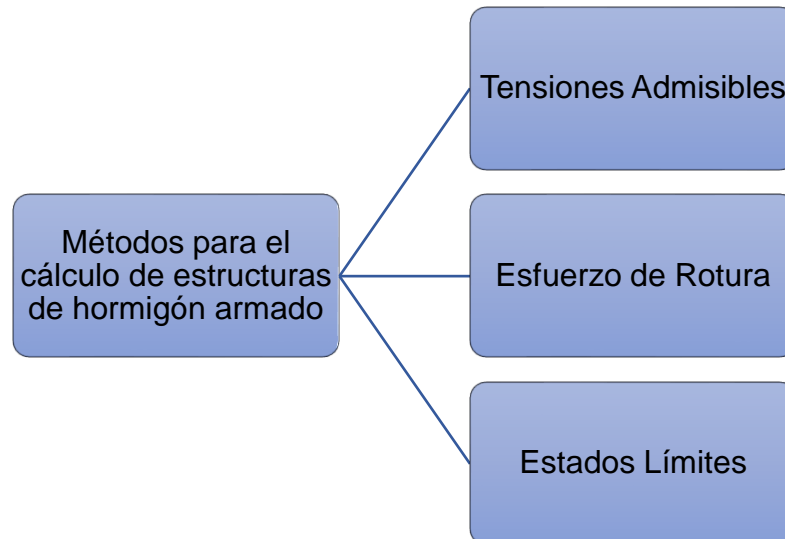 Tensiones Admisibles
Métodos para el
cálculo de estructuras
de hormigón armado
Esfuerzo de Rotura
Estados Límites